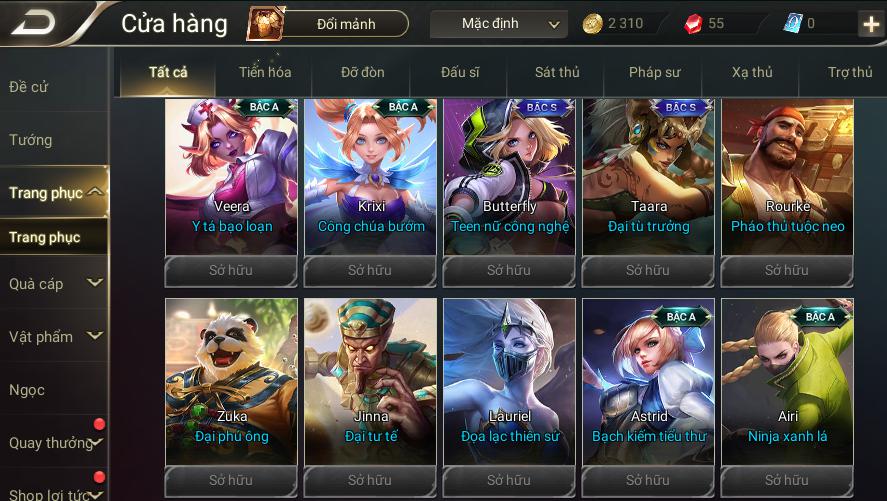 Cửa hàng
Đổi mảnh
Mặc định
2 310
55
0
Đề cử
Tướng
Trang phục
Trang phục
Quà cáp
Vật phẩm
Ngọc
Quay thưởng
Shop lợi tức
Tất cả
Tiến hóa
Đỡ đòn
Đấu sĩ
Sát thủ
Pháp sư
Xạ thủ
Trợ thủ
BẬC A
Veera
Y tá bạo loạn
Sở hữu
BẬC A
Krixi
Công chúa bướm
Sở hữu
BẬC S
Butterfly
Teen nữ công nghệ
Sở hữu
BẬC S
Taara
Đại tù trưởng
Sở hữu
Rourke
Pháo thủ tuộc neo
Sở hữu
Zuka
Đại phú ông
Sở hữu
Jinna
Đại tư tế
Sở hữu
Lauriel
Đọa lạc thiên sứ
Sở hữu
BẬC A
Astrid
Bạch kiếm tiểu thư
Sở hữu
BẬC A
Airi
Ninja xanh lá
Sở hữu